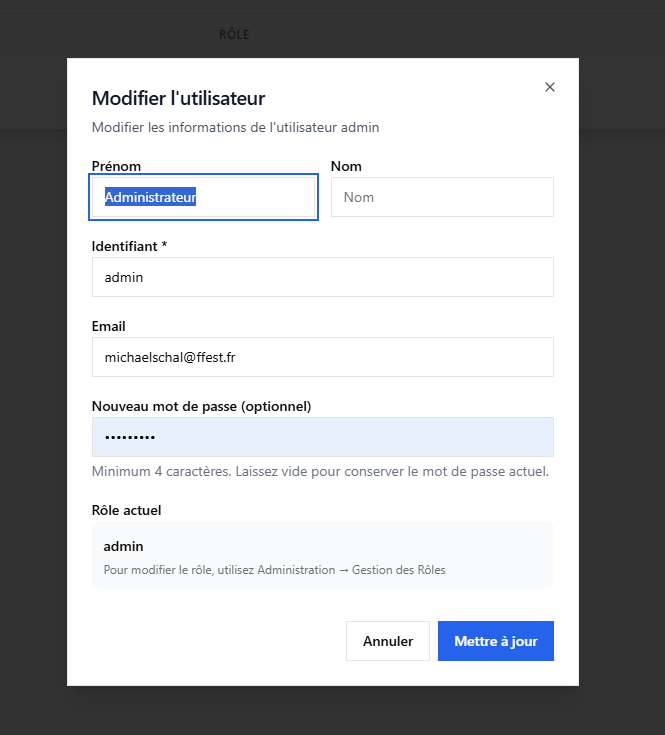 RÔLE
Modifier l'utilisateur
Modifier les informations de l'utilisateur admin
Prénom
Nom
Administrateur
Nom
Identifiant *
admin
Email
michaelschal@ffest.fr
Nouveau mot de passe (optionnel)
•••••••••
Minimum 4 caractères. Laissez vide pour conserver le mot de passe actuel.
Rôle actuel
admin
Pour modifier le rôle, utilisez Administration → Gestion des Rôles
Annuler
Mettre à jour